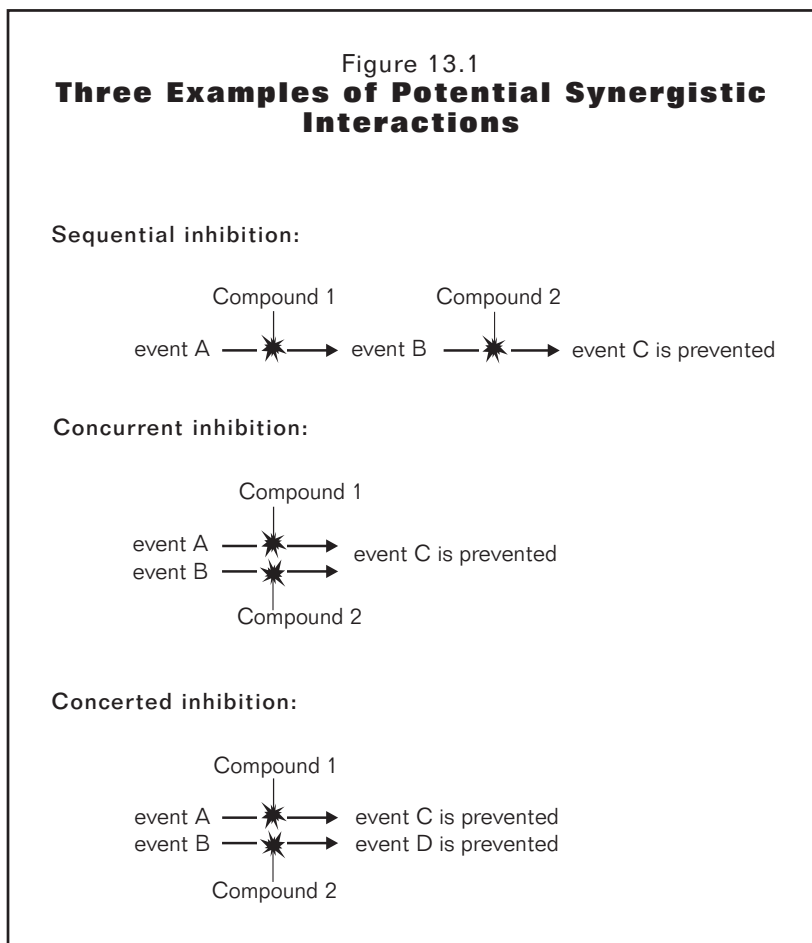 Figure 13.1
Three Examples of Potential Synergistic
Interactions
Sequential inhibition:
Compound 1 Compound 2
event A event B event C is prevented
Concurrent inhibition:
Compound 1
event A
event C is prevented
event B
Compound 2
Concerted inhibition:
Compound 1
event A event C is prevented
event B event D is prevented
Compound 2